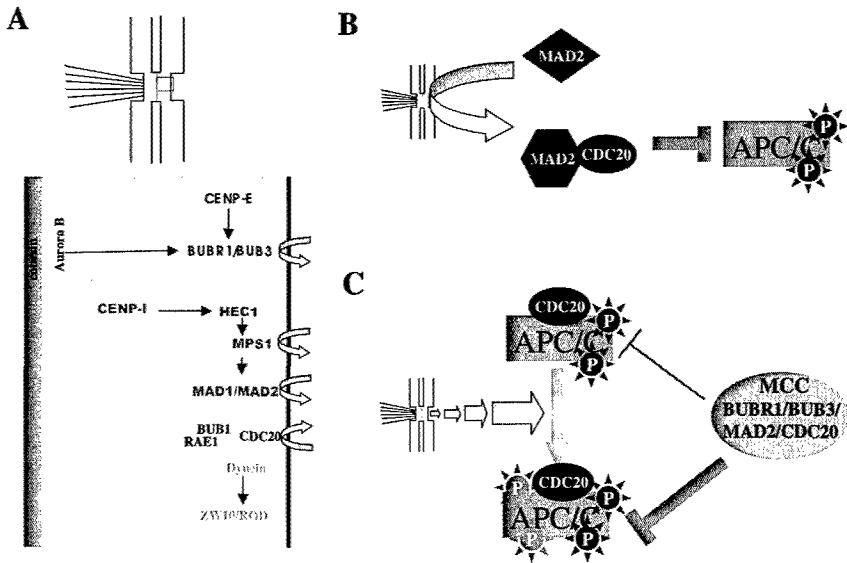 A
CENP-E
Aurora B
BUBR1/BUB3
CENP-I
HEC1
MPS1
MAD1/MAD2
BUB1
RAE1
CDC20
Dynein
ZW10/ROD
B
MAD2
MAD2
CDC20
APC/C
P
P
C
CDC20
P
APC/C
P
MCC
BUBR1/BUB3/
MAD2/CDC20
P
CDC20
P
APC/C
P
P